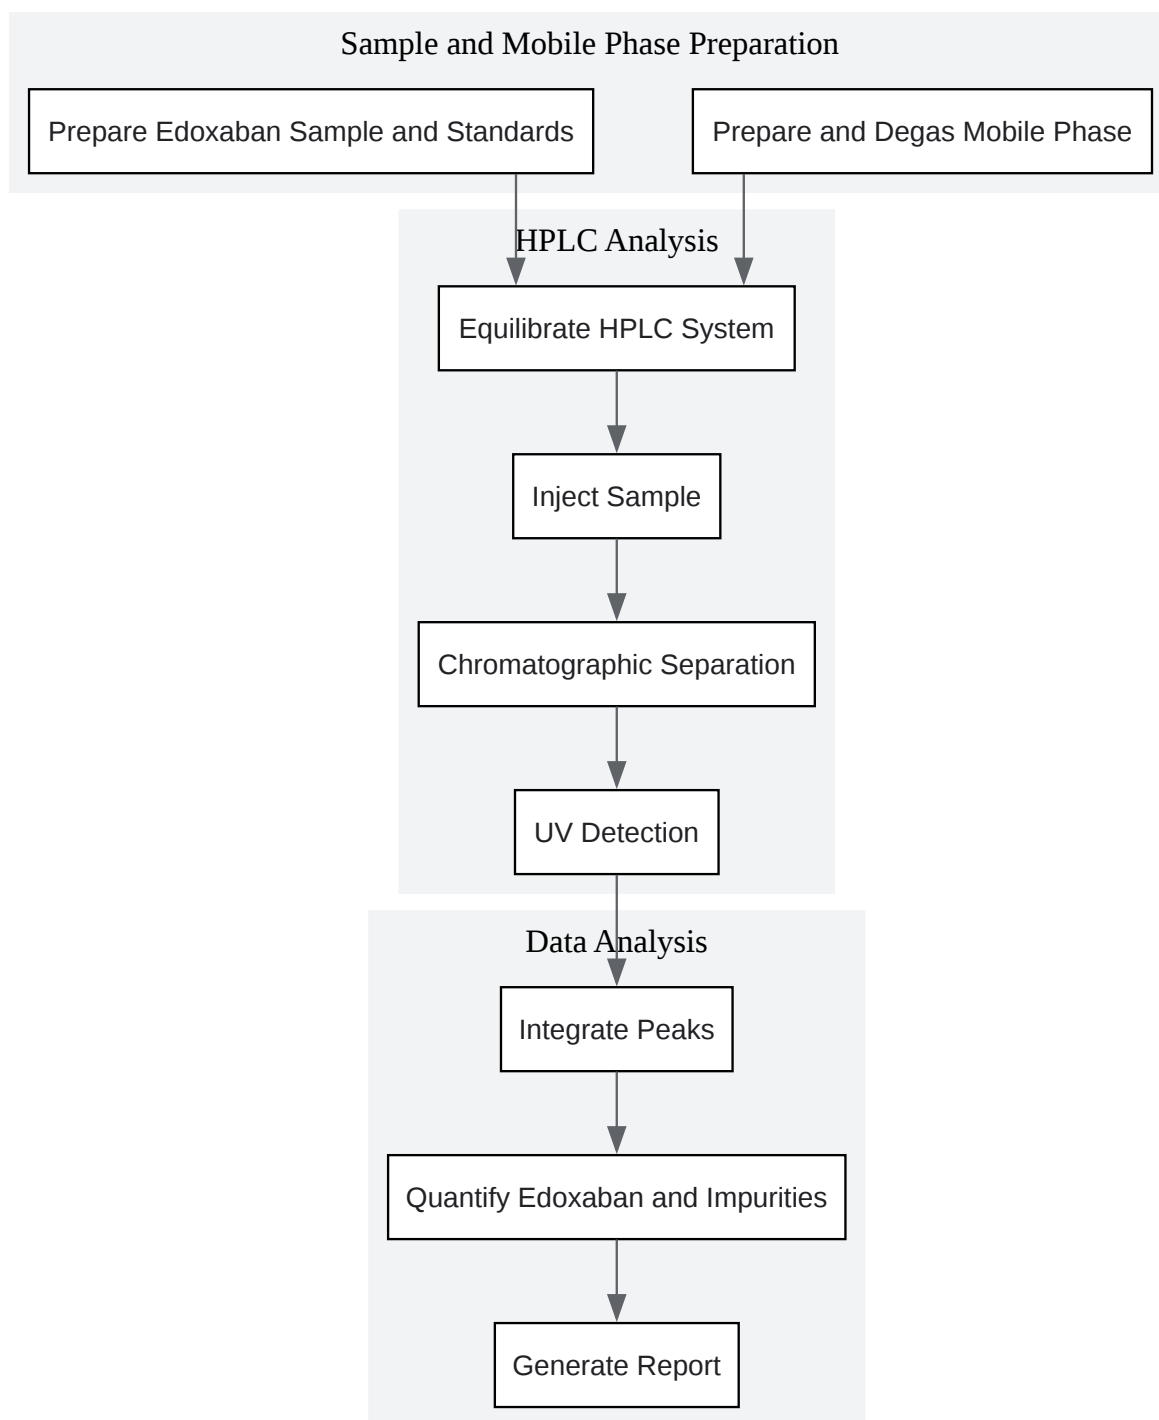 Sample and Mobile Phase Preparation
Prepare Edoxaban Sample and Standards
Prepare and Degas Mobile Phase
HPLC Analysis
Equilibrate HPLC System
Inject Sample
Chromatographic Separation
UV Detection
Data Analysis
Integrate Peaks
Quantify Edoxaban and Impurities
Generate Report